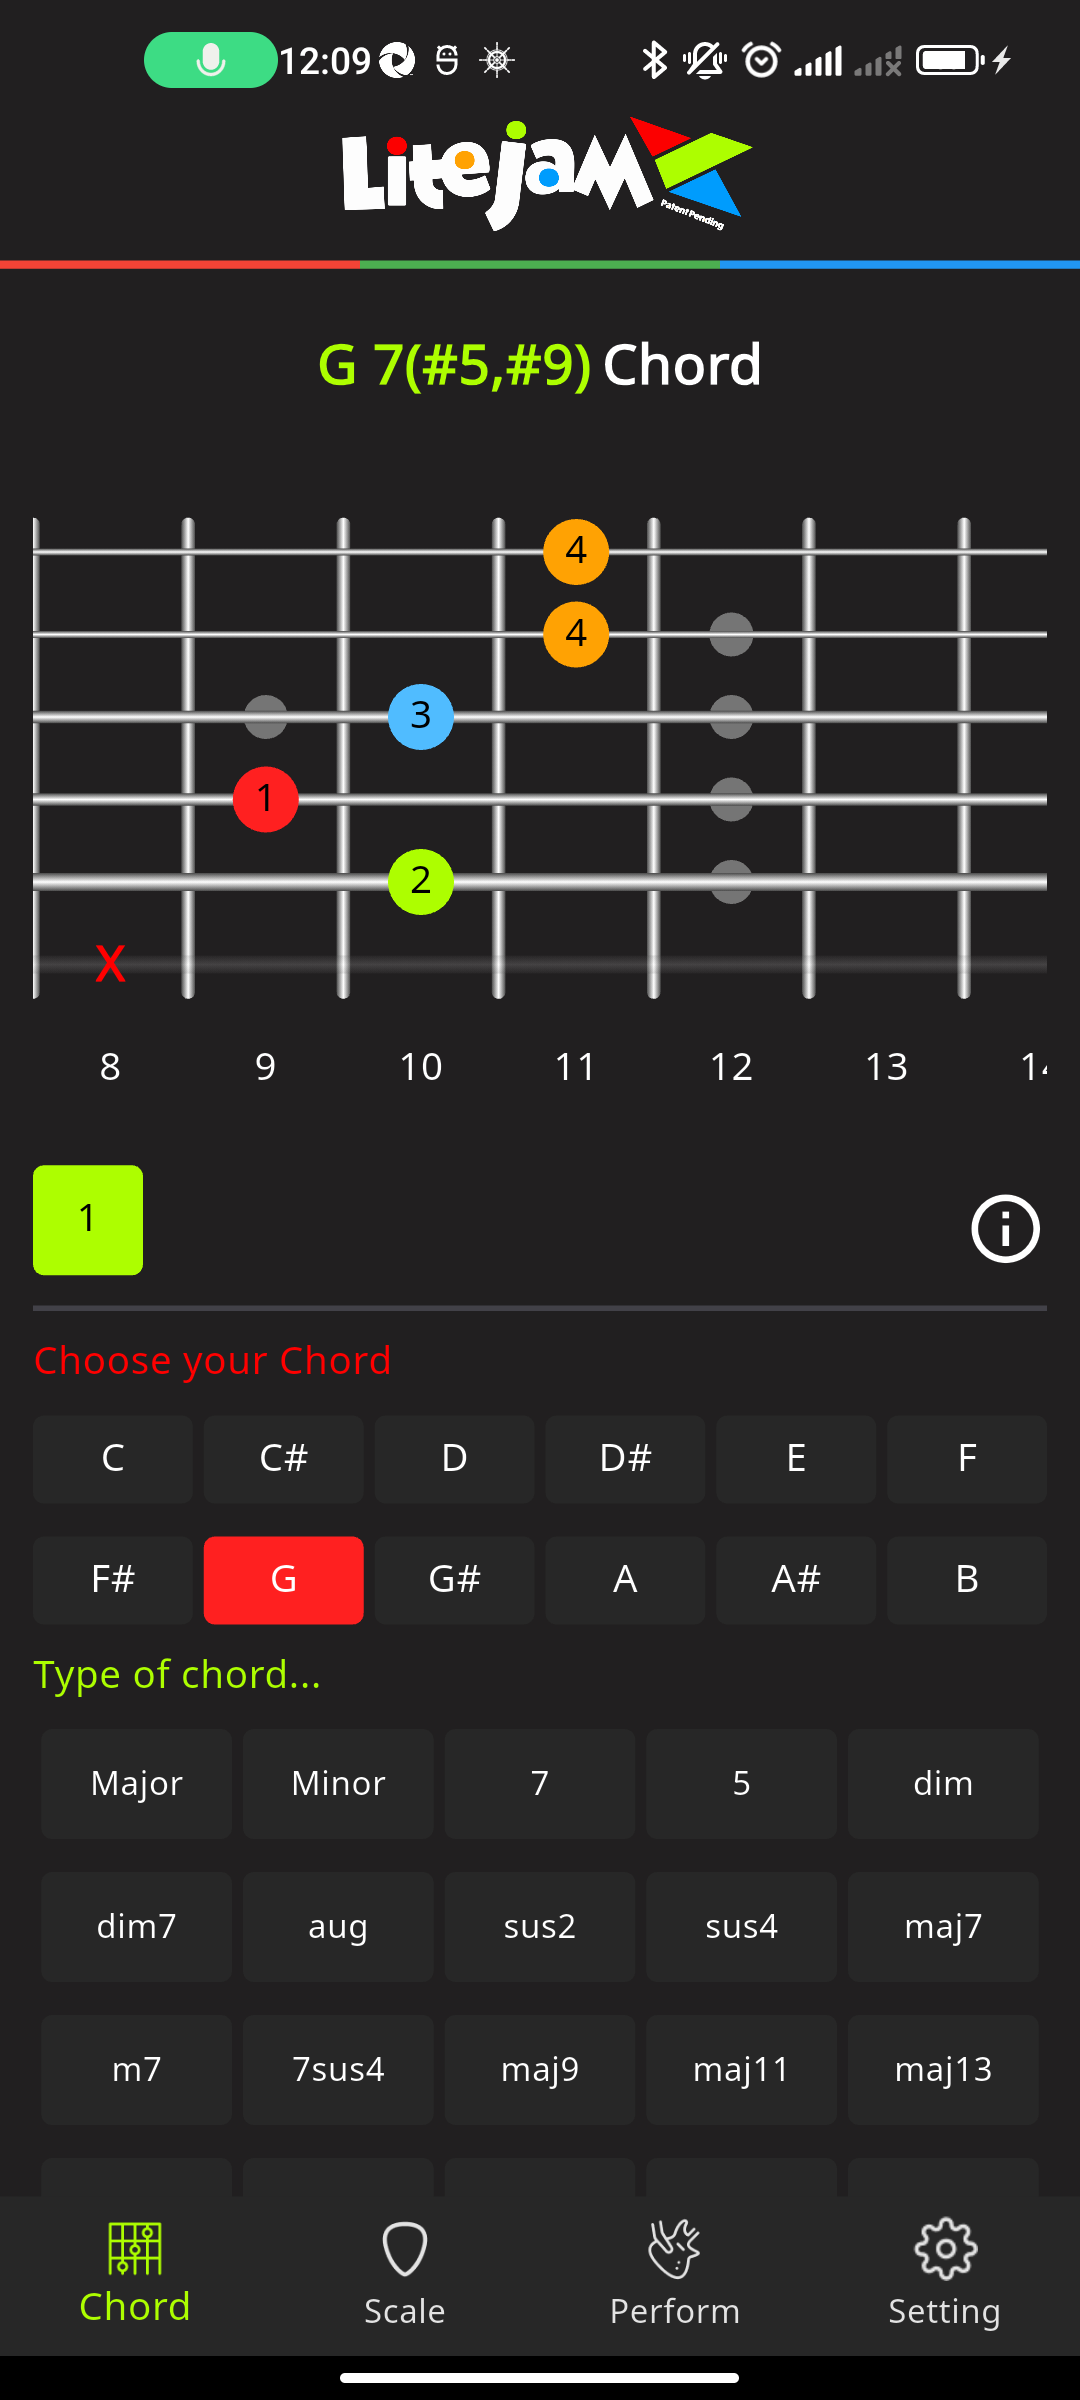 12:09
Litejam
Patent Pending
G 7(#5,#9) Chord
4
4
3
1
2
X
8 9 10 11 12 13 14
1
Choose your Chord
C C# D D# E F
F# G G# A A# B
Type of chord...
Major Minor 7 5 dim
dim7 aug sus2 sus4 maj7
m7 7sus4 maj9 maj11 maj13
Chord Scale Perform Setting